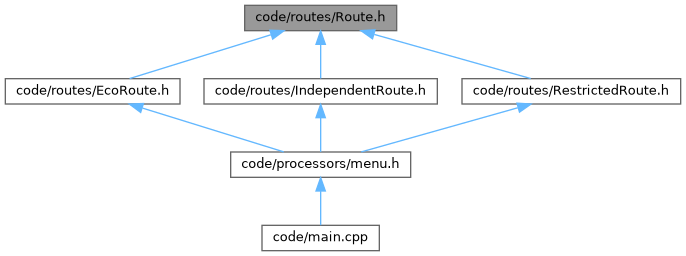 code/routes/Route.h
code/routes/EcoRoute.h
code/routes/IndependentRoute.h
code/routes/RestrictedRoute.h
code/processors/menu.h
code/main.cpp